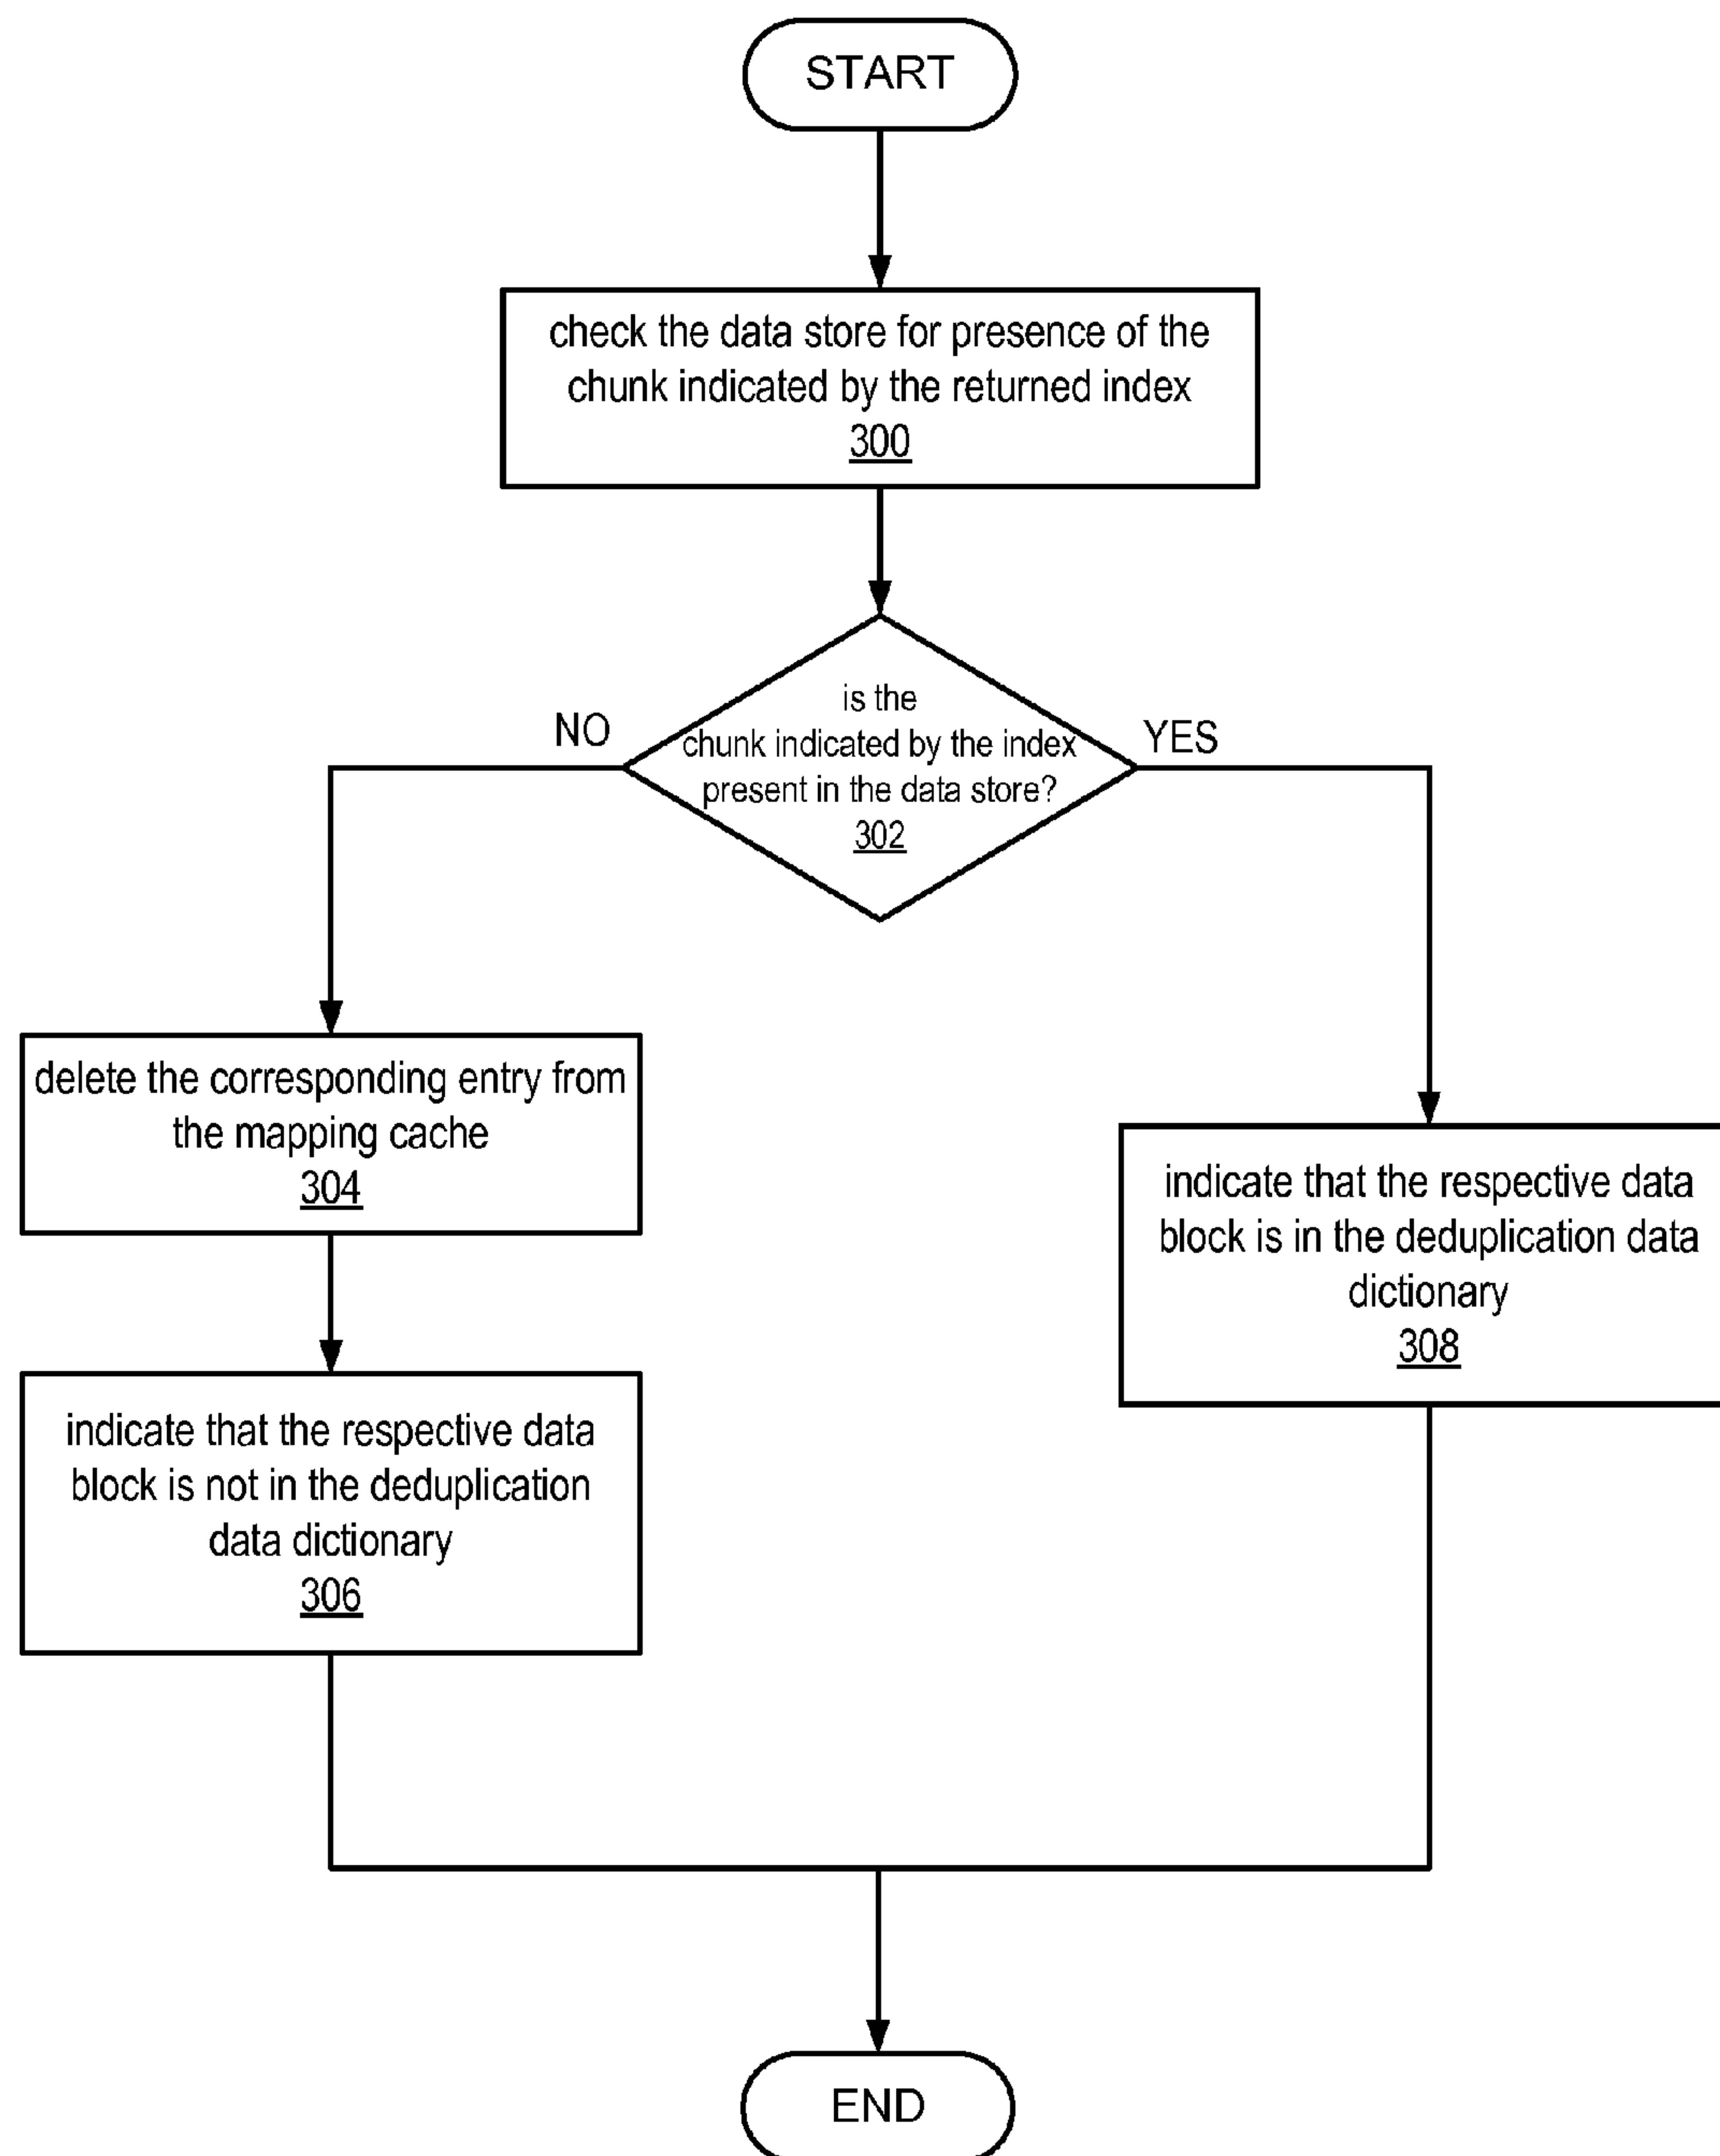 START
check the data store for presence of the
chunk indicated by the returned index
300
is the
chunk indicated by the index
present in the data store?
302
NO
YES
delete the corresponding entry from
the mapping cache
304
indicate that the respective data
block is not in the deduplication
data dictionary
306
indicate that the respective data
block is in the deduplication data
dictionary
308
END